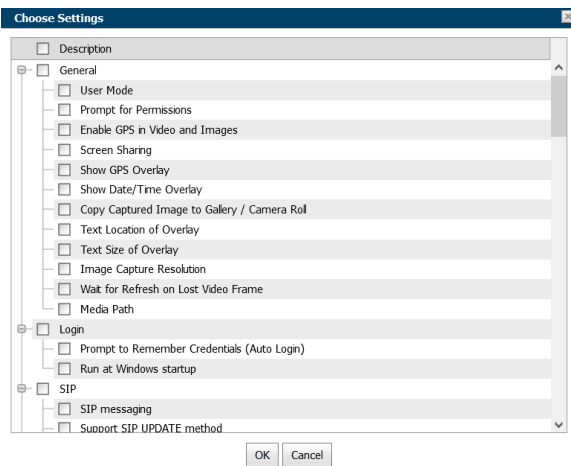 Choose Settings
Description
General
User Mode
Prompt for Permissions
Enable GPS in Video and Images
Screen Sharing
Show GPS Overlay
Show Date/Time Overlay
Copy Captured Image to Gallery / Camera Roll
Text Location of Overlay
Text Size of Overlay
Image Capture Resolution
Wait for Refresh on Lost Video Frame
Media Path
Login
Prompt to Remember Credentials (Auto Login)
Run at Windows startup
SIP
SIP messaging
Support SIP UPDATE method
OK Cancel